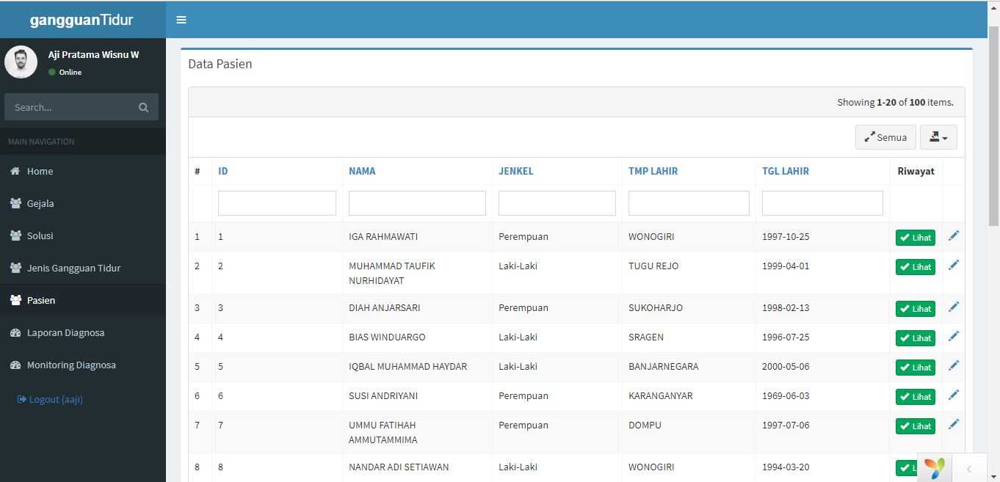 gangguanTidur
Aji Pratama Wisnu W
Online
Search...
MAIN NAVIGATION
Home
Gejala
Solusi
Jenis Gangguan Tidur
Pasien
Laporan Diagnosa
Monitoring Diagnosa
Logout (aaji)
Data Pasien
Showing 1-20 of 100 items.
Semua
# ID NAMA JENKEL TMP LAHIR TGL LAHIR Riwayat
1 1 IGA RAHMAWATI Perempuan WONOGIRI 1997-10-25 Lihat
2 2 MUHAMMAD TAUFIK Laki-Laki TUGU REJO 1999-04-01 Lihat
NURHIDAYAT
3 3 DIAH ANJARSARI Perempuan SUKOHARJO 1998-02-13 Lihat
4 4 BIAS WINDUARGO Laki-Laki SRAGEN 1996-07-25 Lihat
5 5 IQBAL MUHAMMAD HAYDAR Laki-Laki BANJARNEGARA 2000-05-06 Lihat
6 6 SUSI ANDRIYANI Perempuan KARANGANYAR 1969-06-03 Lihat
7 7 UMMU FATIHAH Perempuan DOMPU 1997-07-06 Lihat
AMMUTAMMIMA
8 8 NANDAR ADI SETIAWAN Laki-Laki WONOGIRI 1994-03-20